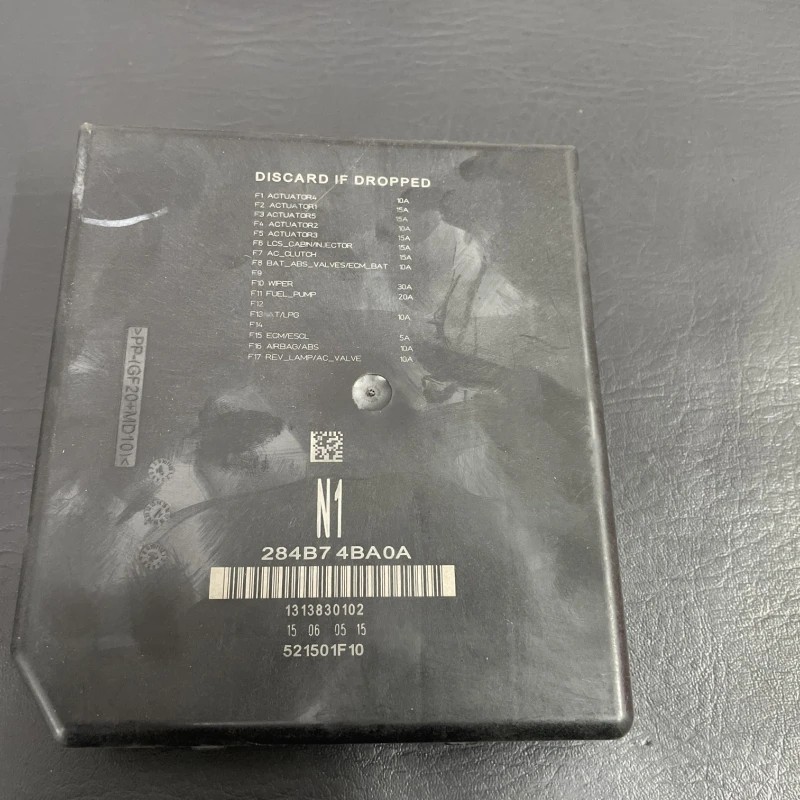 DISCARD IF DROPPED
F1 ACTUATOR4 10A
F2 ACTUATOR1 15A
F3 ACTUATOR5 15A
F4 ACTUATOR2 10A
F5 ACTUATOR3 15A
F6 LCS_CABIN/INJECTOR 15A
F7 AC_CLUTCH 15A
F8 BAT_ABS_VALVES/ECM_BAT 10A
F9
F10 WIPER 30A
F11 FUEL_PUMP 20A
F12
F13 AT/LPG 10A
F14
F15 ECM/ESCL 5A
F16 AIRBAG/ABS 10A
F17 REV_LAMP/AC_VALVE 10A
>PP-(GF20+MD10)<
N1
284B7 4BA0A
1313830102
15 06 05 15
521501F10